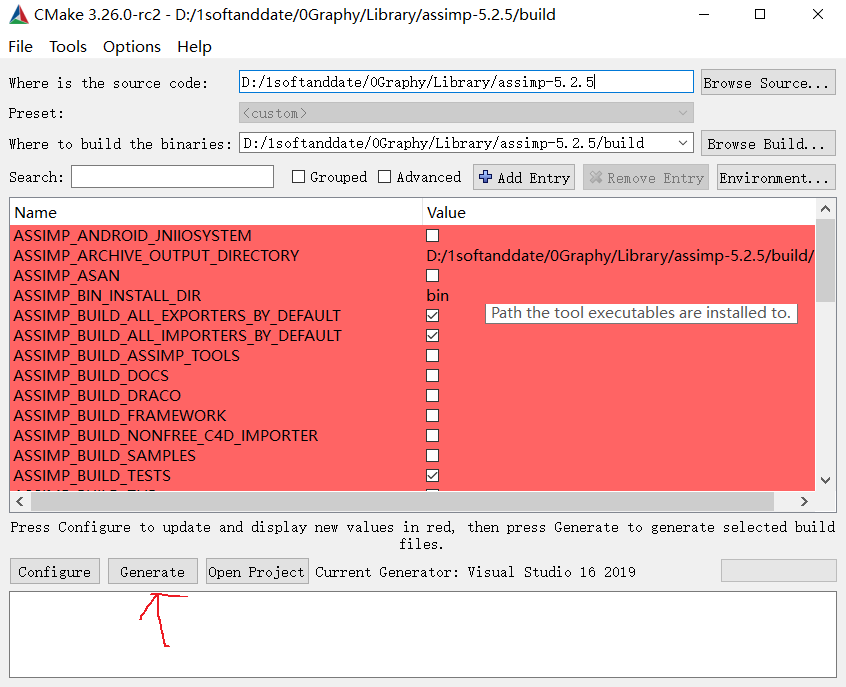 CMake 3.26.0-rc2 - D:/1softanddate/0Graphy/Library/assimp-5.2.5/build
File Tools Options Help
Where is the source code: D:/1softanddate/0Graphy/Library/assimp-5.2.5 Browse Source...
Preset: <custom>
Where to build the binaries: D:/1softanddate/0Graphy/Library/assimp-5.2.5/build Browse Build...
Search: Grouped Advanced Add Entry Remove Entry Environment...
Name Value
ASSIMP_ANDROID_JNIIOSYSTEM
ASSIMP_ARCHIVE_OUTPUT_DIRECTORY D:/1softanddate/0Graphy/Library/assimp-5.2.5/build/
ASSIMP_ASAN
ASSIMP_BIN_INSTALL_DIR bin
ASSIMP_BUILD_ALL_EXPORTERS_BY_DEFAULT Path the tool executables are installed to.
ASSIMP_BUILD_ALL_IMPORTERS_BY_DEFAULT
ASSIMP_BUILD_ASSIMP_TOOLS
ASSIMP_BUILD_DOCS
ASSIMP_BUILD_DRACO
ASSIMP_BUILD_FRAMEWORK
ASSIMP_BUILD_NONFREE_C4D_IMPORTER
ASSIMP_BUILD_SAMPLES
ASSIMP_BUILD_TESTS
Press Configure to update and display new values in red, then press Generate to generate selected build
files.
Configure Generate Open Project Current Generator: Visual Studio 16 2019